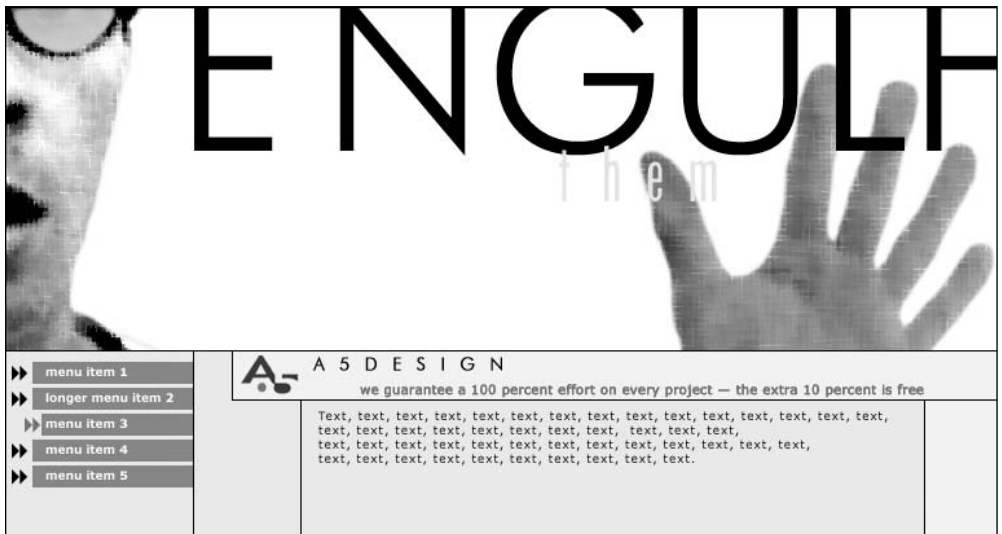 ENGULF
them
menu item 1
longer menu item 2
menu item 3
menu item 4
menu item 5
A5
A5DESIGN
we guarantee a 100 percent effort on every project — the extra 10 percent is free
Text, text, text, text, text, text, text, text, text, text, text, text, text, text, text,
text, text, text, text, text, text, text, text,  text, text, text,
text, text, text, text, text, text, text, text, text, text, text, text, text,
text, text, text, text, text, text, text, text, text, text.